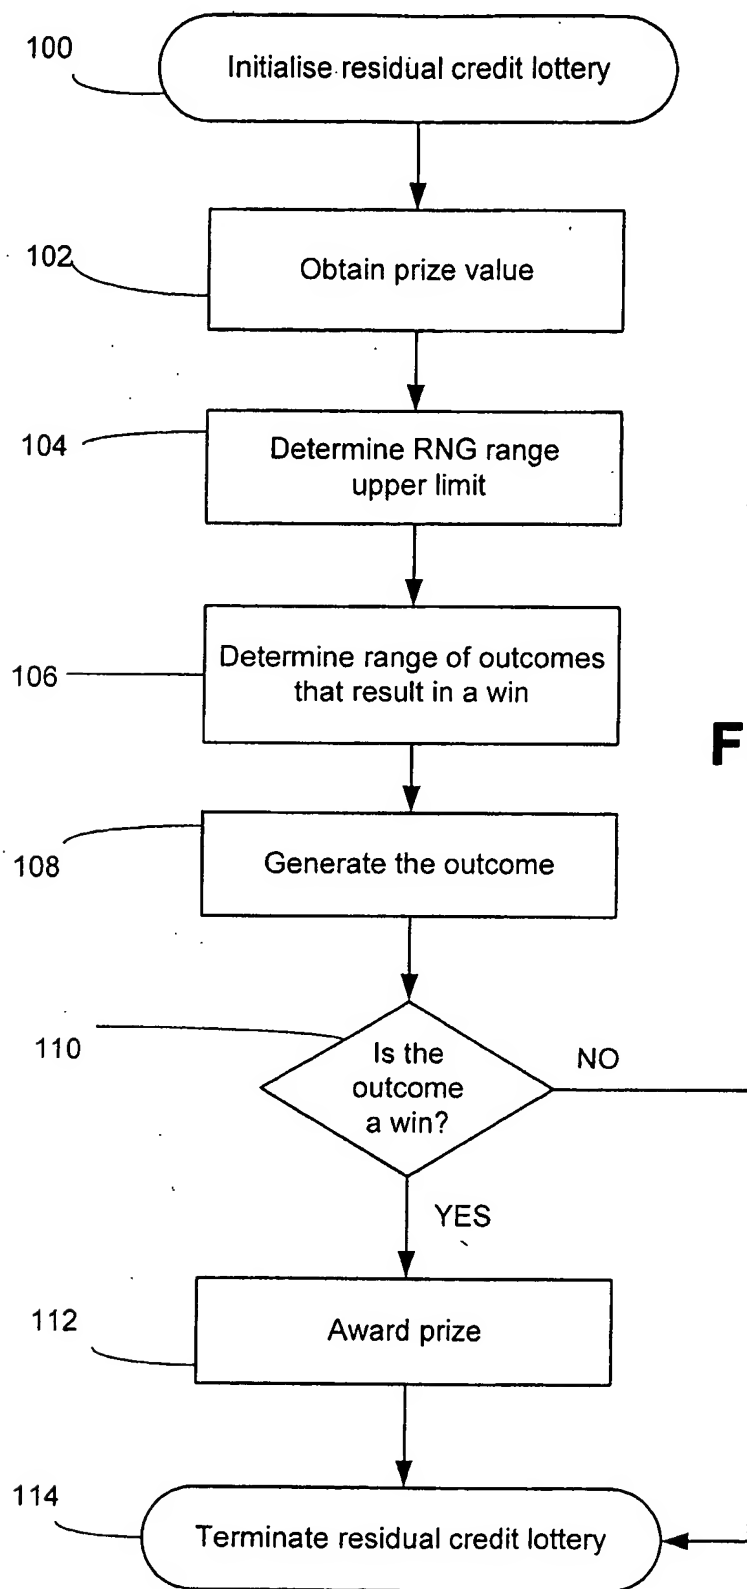 100
Initialise residual credit lottery
102
Obtain prize value
104
Determine RNG range
upper limit
106
Determine range of outcomes
that result in a win
F
108
Generate the outcome
110
Is the
outcome
a win?
NO
YES
112
Award prize
114
Terminate residual credit lottery